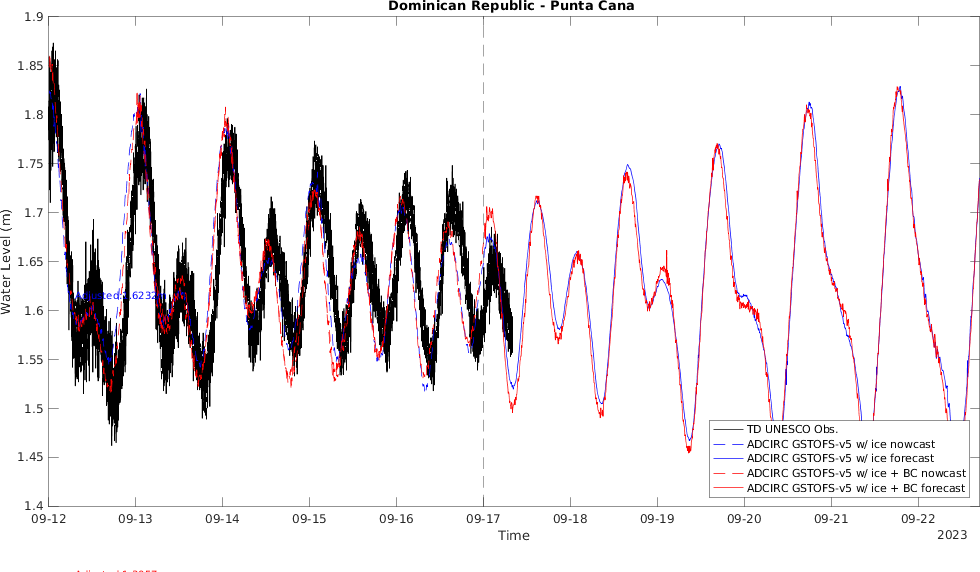 Dominican Republic - Punta Cana
1.9
1.85
1.8
1.75
1.7
1.65
1.6
1.55
1.5
1.45
1.4
Water Level (m)
TD UNESCO Obs.
ADCIRC GSTOFS-v5 w/ ice nowcast
ADCIRC GSTOFS-v5 w/ ice forecast
ADCIRC GSTOFS-v5 w/ ice + BC nowcast
ADCIRC GSTOFS-v5 w/ ice + BC forecast
09-12 09-13 09-14 09-15 09-16 09-17 09-18 09-19 09-20 09-21 09-22
Time
2023